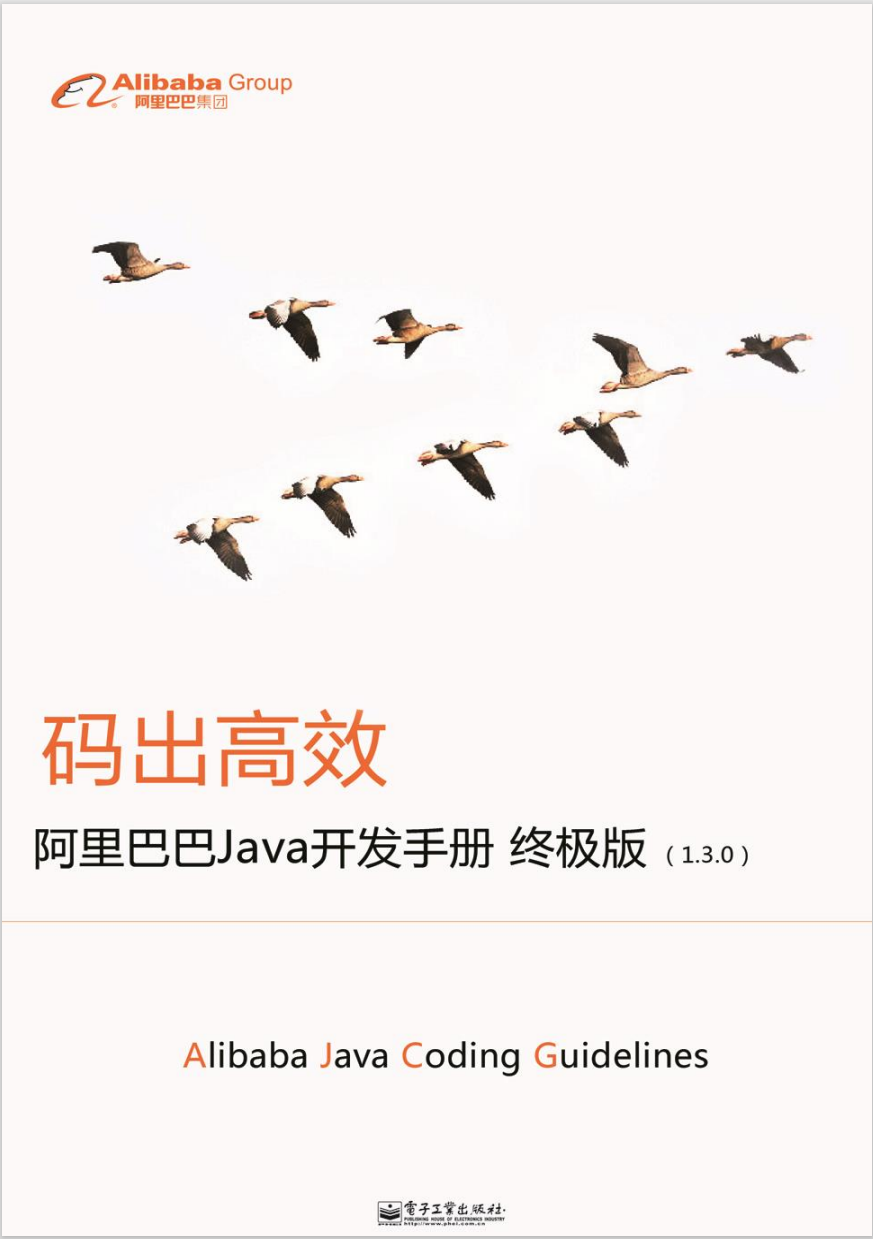 Alibaba Group
阿里巴巴集团
码出高效
阿里巴巴Java开发手册 终极版（1.3.0）
Alibaba Java Coding Guidelines
電子工業出版社
PUBLISHING HOUSE OF ELECTRONICS INDUSTRY
http://www.phei.com.cn